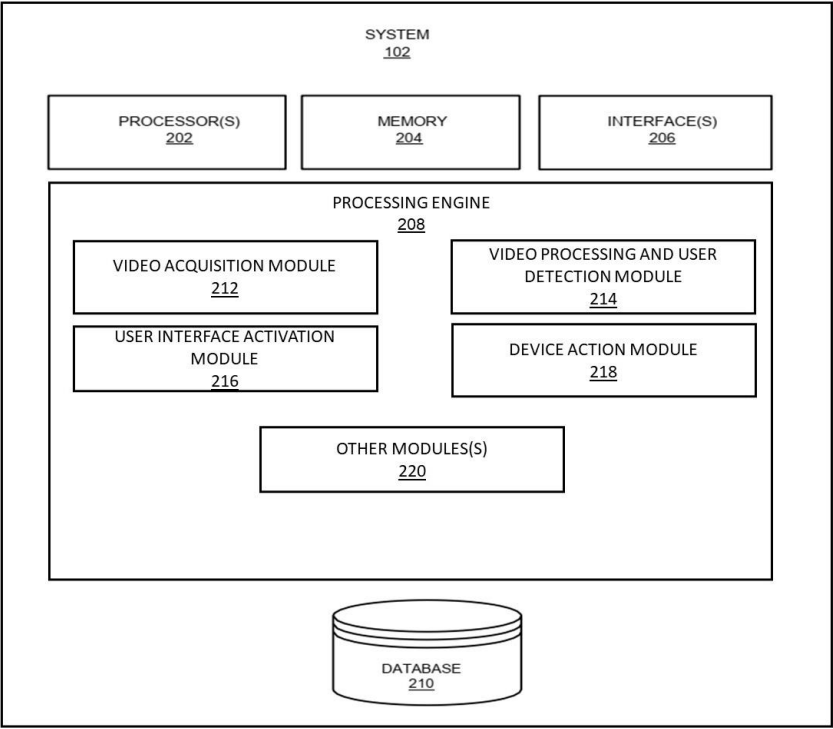 SYSTEM
102
PROCESSOR(S)
202
MEMORY
204
INTERFACE(S)
206
PROCESSING ENGINE
208
VIDEO ACQUISITION MODULE
212
VIDEO PROCESSING AND USER
DETECTION MODULE
214
USER INTERFACE ACTIVATION
MODULE
216
DEVICE ACTION MODULE
218
OTHER MODULES(S)
220
DATABASE
210